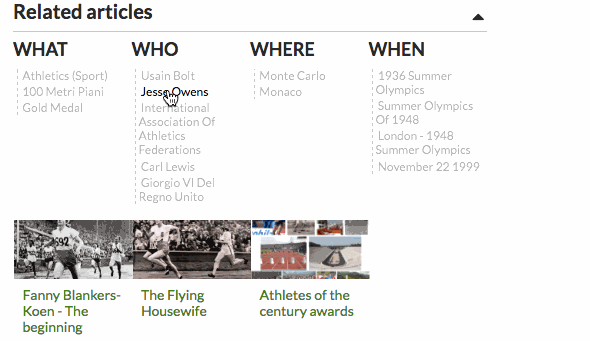 Related articles
WHAT
Athletics (Sport)
100 Metri Piani
Gold Medal
WHO
Usain Bolt
Jesse Owens
International
Association Of
Athletics
Federations
Carl Lewis
Giorgio VI Del
Regno Unito
WHERE
Monte Carlo
Monaco
WHEN
1936 Summer
Olympics
Summer Olympics
Of 1948
London - 1948
Summer Olympics
November 22 1999
592
Fanny Blankers-
Koen - The
beginning
The Flying
Housewife
Athletes of the
century awards